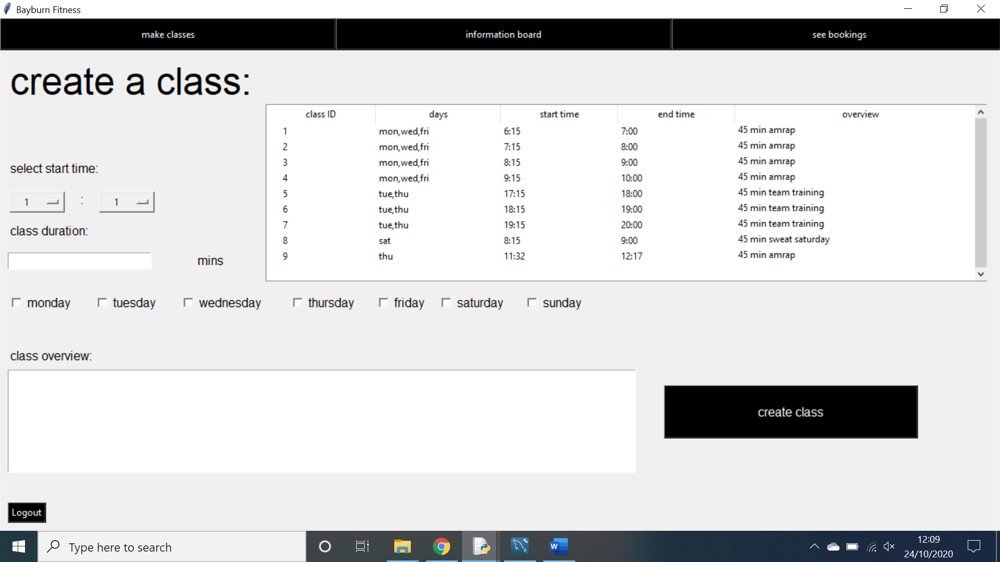 Bayburn Fitness
make classes information board see bookings
create a class:
class ID days start time end time overview
1 mon,wed,fri 6:15 7:00 45 min amrap
2 mon,wed,fri 7:15 8:00 45 min amrap
3 mon,wed,fri 8:15 9:00 45 min amrap
4 mon,wed,fri 9:15 10:00 45 min amrap
5 tue,thu 17:15 18:00 45 min team training
6 tue,thu 18:15 19:00 45 min team training
7 tue,thu 19:15 20:00 45 min team training
8 sat 8:15 9:00 45 min sweat saturday
9 thu 11:32 12:17 45 min amrap
select start time:
1 : 1
class duration:
mins
monday tuesday wednesday thursday friday saturday sunday
class overview:
create class
Logout
Type here to search
W
12:09
24/10/2020